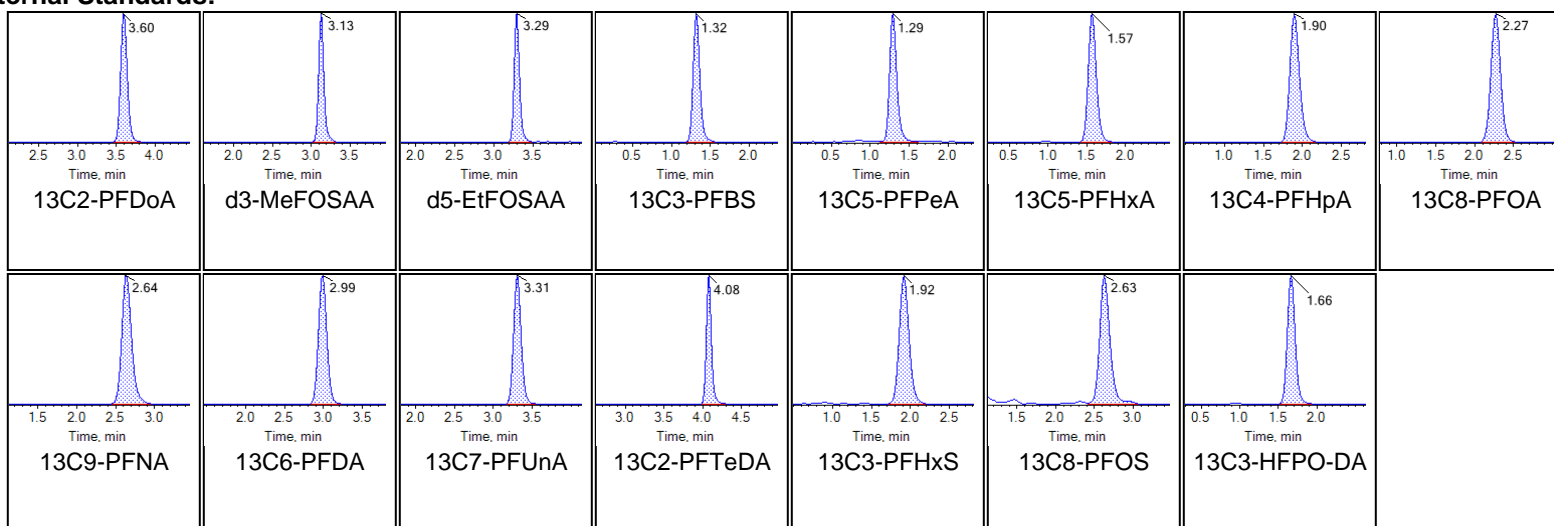 ternal Standards:
3.60 3.13 3.29 1.32 1.29 1.57 1.90 2.27
2.5 3.0 3.5 4.0 2.0 2.5 3.0 3.5 2.0 2.5 3.0 3.5 4.0 0.5 1.0 1.5 2.0 0.5 1.0 1.5 2.0 0.5 1.0 1.5 2.0 1.0 1.5 2.0 2.5 1.0 1.5 2.0 2.5
Time, min Time, min Time, min Time, min Time, min Time, min Time, min Time, min
13C2-PFDoA d3-MeFOSAA d5-EtFOSAA 13C3-PFBS 13C5-PFPeA 13C5-PFHxA 13C4-PFHpA 13C8-PFOA
2.64 2.99 3.31 4.08 1.92 2.63 1.66
1.5 2.0 2.5 3.0 2.0 2.5 3.0 3.5 2.0 2.5 3.0 3.5 3.0 3.5 4.0 4.5 1.0 1.5 2.0 2.5 1.5 2.0 2.5 3.0 0.5 1.0 1.5 2.0
Time, min Time, min Time, min Time, min Time, min Time, min Time, min
13C9-PFNA 13C6-PFDA 13C7-PFUnA 13C2-PFTeDA 13C3-PFHxS 13C8-PFOS 13C3-HFPO-DA